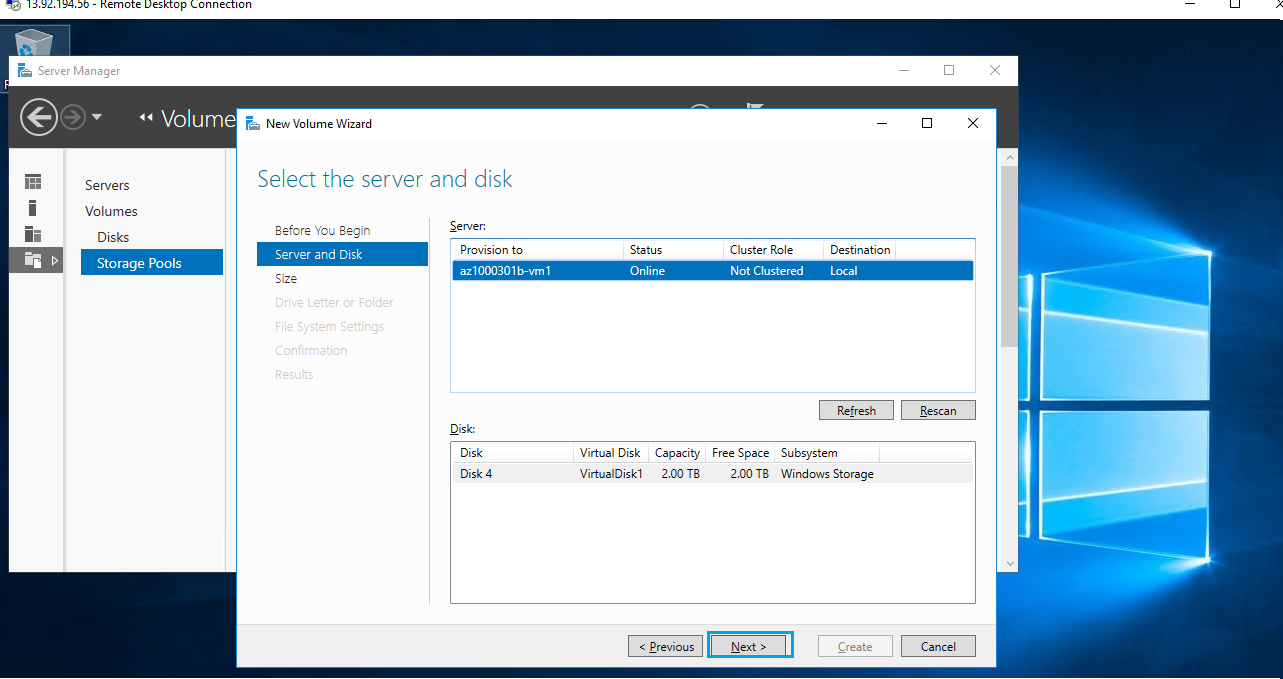 13.92.194.56 - Remote Desktop Connection
Server Manager
Volume
New Volume Wizard
Select the server and disk
Servers
Volumes
Disks
Storage Pools
Before You Begin
Server and Disk
Size
Drive Letter or Folder
File System Settings
Confirmation
Results
Server:
Provision to Status Cluster Role Destination
az1000301b-vm1 Online Not Clustered Local
Refresh Rescan
Disk:
Disk Virtual Disk Capacity Free Space Subsystem
Disk 4 VirtualDisk1 2.00 TB 2.00 TB Windows Storage
< Previous Next > Create Cancel